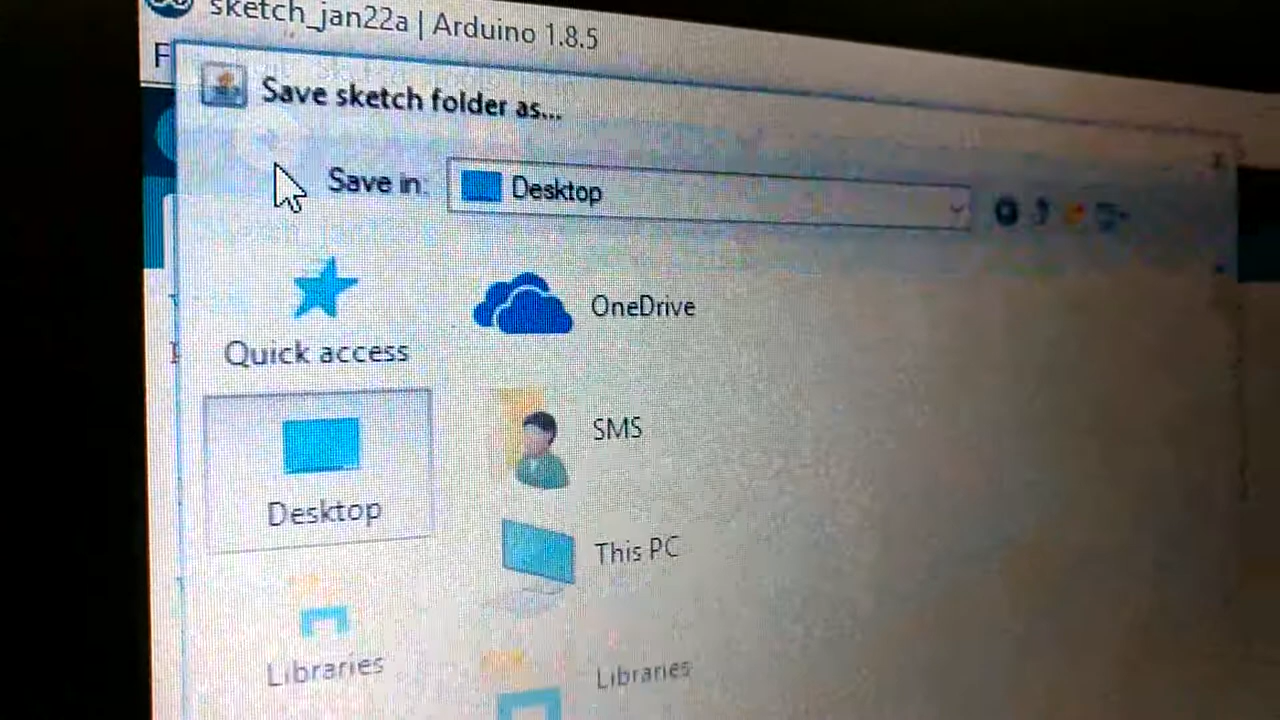 sketch_jan22a | Arduino 1.8.5
F
Save sketch folder as...
Save in: Desktop
Quick access
OneDrive
SMS
Desktop
This PC
Libraries
Libraries